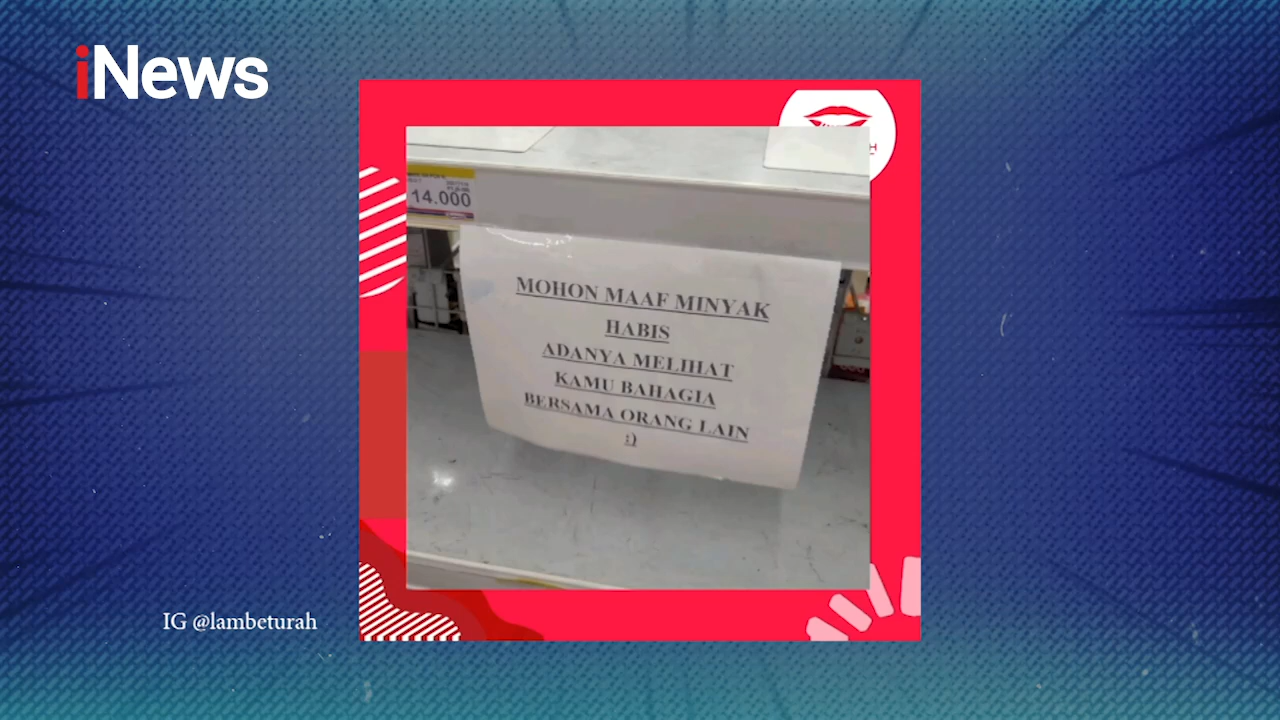 iNews
14.000
MOHON MAAF MINYAK
HABIS
ADANYA MELIHAT
KAMU BAHAGIA
BERSAMA ORANG LAIN
:)
IG @lambeturah